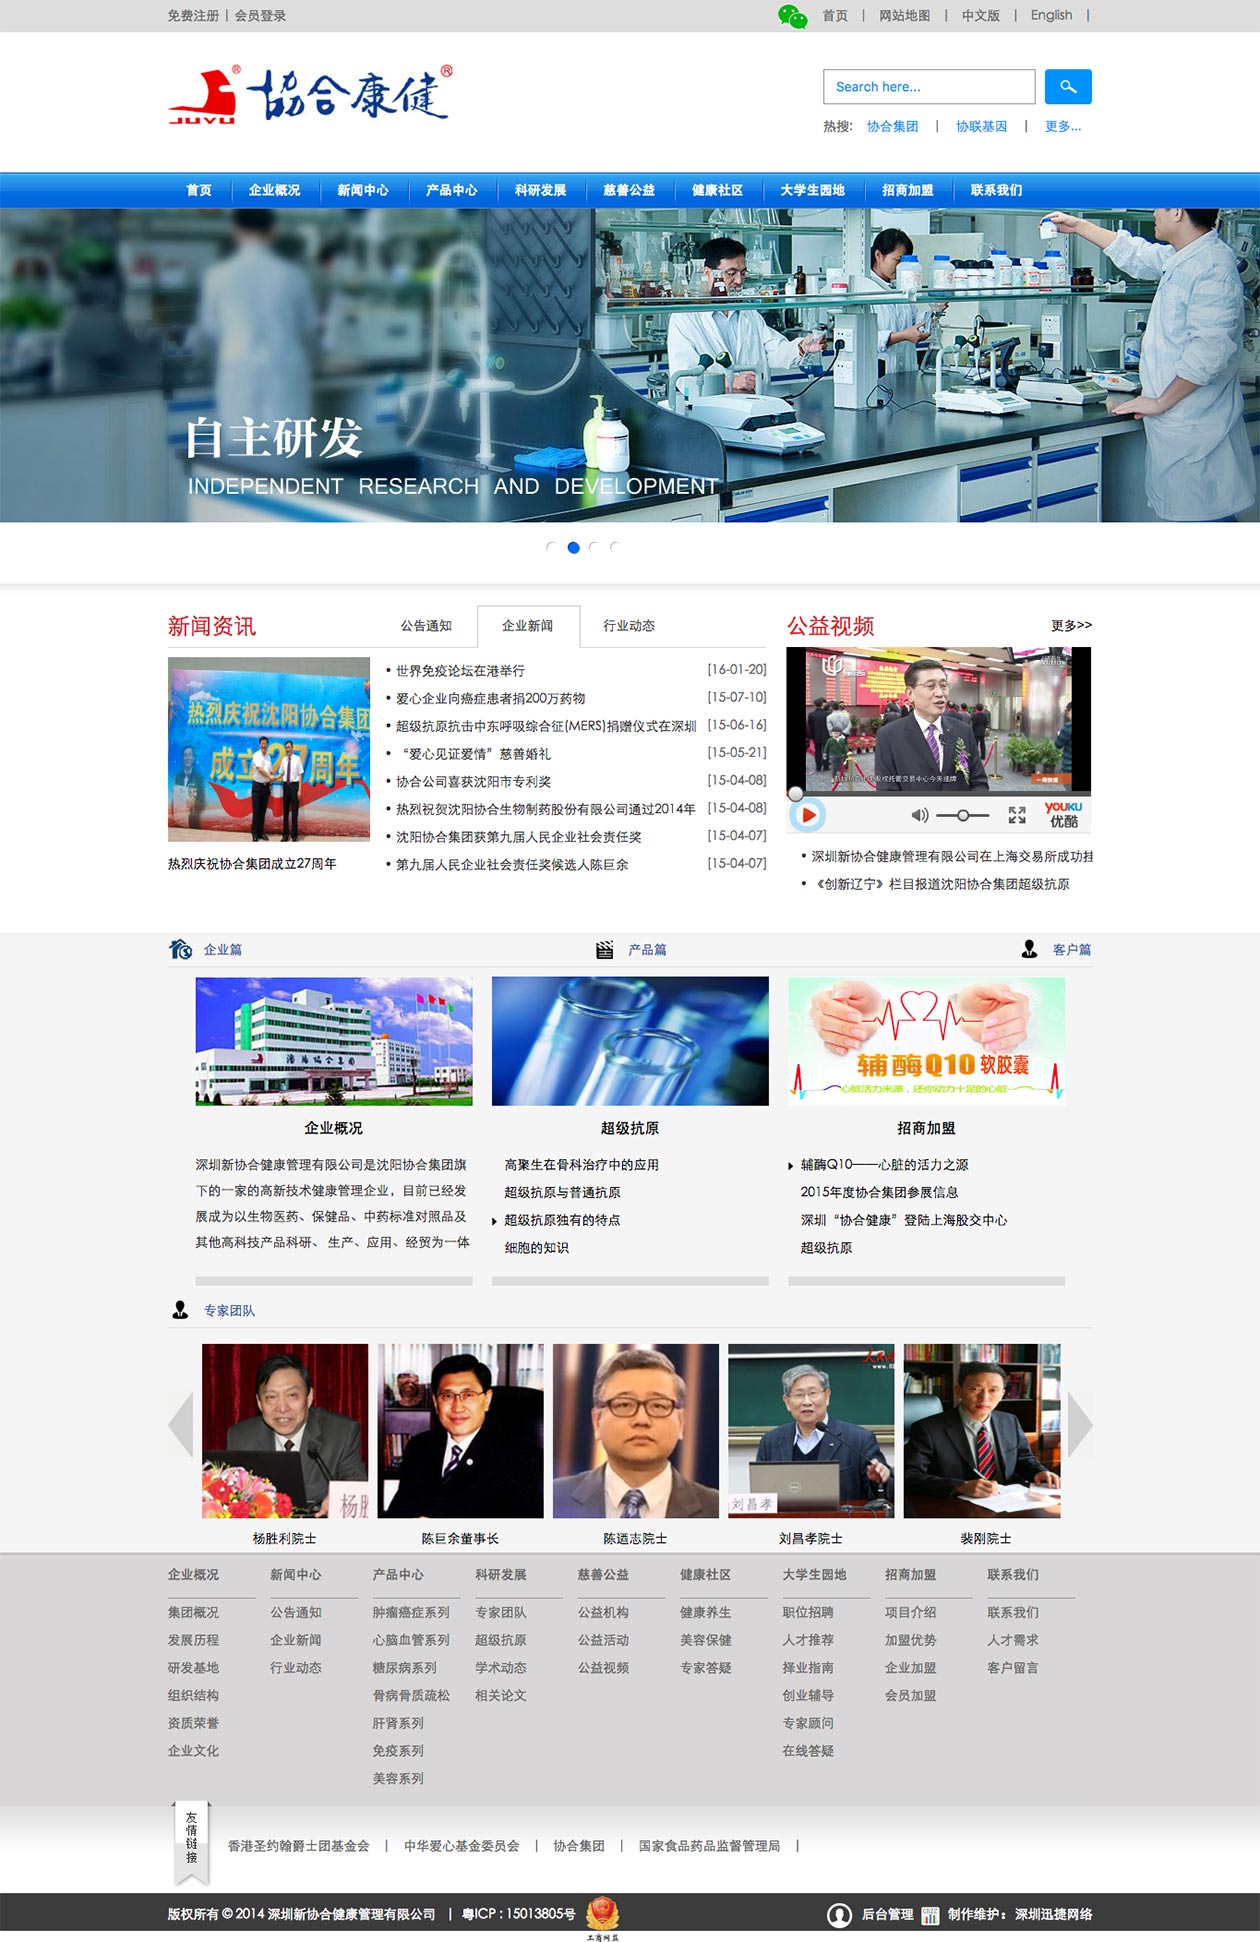 免费注册 | 会员登录
首页 | 网站地图 | 中文版 | English |
JUYU® 協合康健®
Search here...
热搜: 协合集团 | 协联基因 | 更多...
首页 企业概况 新闻中心 产品中心 科研发展 慈善公益 健康社区 大学生园地 招商加盟 联系我们
自主研发
INDEPENDENT RESEARCH AND DEVELOPMENT
新闻资讯
公告通知 企业新闻 行业动态
热烈庆祝沈阳协合集团
成立27周年
热烈庆祝协合集团成立27周年
世界免疫论坛在港举行 [16-01-20]
爱心企业向癌症患者捐200万药物 [15-07-10]
超级抗原抗击中东呼吸综合征(MERS)捐赠仪式在深圳 [15-06-16]
“爱心见证爱情”慈善婚礼 [15-05-21]
协合公司喜获沈阳市专利奖 [15-04-08]
热烈祝贺沈阳协合生物制药股份有限公司通过2014年 [15-04-08]
沈阳协合集团获第九届人民企业社会责任奖 [15-04-07]
第九届人民企业社会责任奖候选人陈巨余 [15-04-07]
公益视频 更多>>
YOUKU
优酷
深圳新协合健康管理有限公司在上海交易所成功挂
《创新辽宁》栏目报道沈阳协合集团超级抗原
企业篇 产品篇 客户篇
辅酶Q10 软胶囊
心脏活力来源，还你动力十足的心脏
企业概况
深圳新协合健康管理有限公司是沈阳协合集团旗
下的一家的高新技术健康管理企业，目前已经发
展成为以生物医药、保健品、中药标准对照品及
其他高科技产品科研、 生产、应用、经贸为一体
超级抗原
高聚生在骨科治疗中的应用
超级抗原与普通抗原
超级抗原独有的特点
细胞的知识
招商加盟
辅酶Q10——心脏的活力之源
2015年度协合集团参展信息
深圳“协合健康”登陆上海股交中心
超级抗原
专家团队
刘昌孝
杨胜利院士 陈巨余董事长 陈适志院士 刘昌孝院士 裴刚院士
企业概况 新闻中心 产品中心 科研发展 慈善公益 健康社区 大学生园地 招商加盟 联系我们
集团概况 公告通知 肿瘤癌症系列 专家团队 公益机构 健康养生 职位招聘 项目介绍 联系我们
发展历程 企业新闻 心脑血管系列 超级抗原 公益活动 美容保健 人才推荐 加盟优势 人才需求
研发基地 行业动态 糖尿病系列 学术动态 公益视频 专家答疑 择业指南 企业加盟 客户留言
组织结构 骨病骨质疏松 相关论文 创业辅导 会员加盟
资质荣誉 肝肾系列 专家顾问
企业文化 免疫系列 在线答疑
美容系列
友情链接
香港圣约翰爵士团基金会 | 中华爱心基金委员会 | 协合集团 | 国家食品药品监督管理局 |
版权所有 © 2014 深圳新协合健康管理有限公司 | 粤ICP : 15013805号
工商网监
后台管理 制作维护：深圳迅捷网络